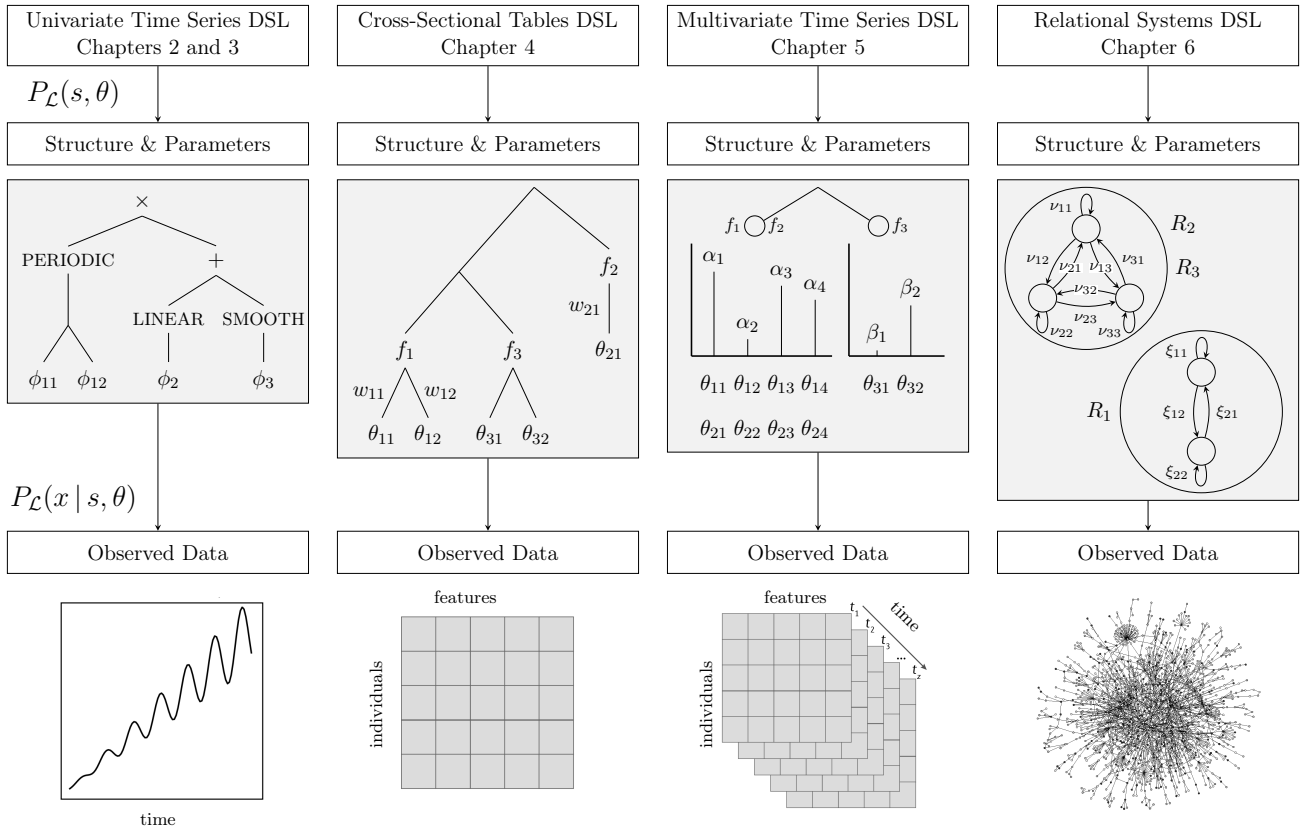 Univariate Time Series DSL
Chapters 2 and 3
P_ℒ(s, θ)
Structure & Parameters
×
PERIODIC
+
LINEAR SMOOTH
ϕ₁₁ ϕ₁₂ ϕ₂ ϕ₃
P_ℒ(x | s, θ)
Observed Data
time
Cross-Sectional Tables DSL
Chapter 4
Structure & Parameters
f₂
w₂₁
θ₂₁
f₁ f₃
w₁₁ w₁₂
θ₁₁ θ₁₂ θ₃₁ θ₃₂
Observed Data
features
individuals
Multivariate Time Series DSL
Chapter 5
Structure & Parameters
f₁ f₂ f₃
α₁ α₂ α₃ α₄
β₁ β₂
θ₁₁ θ₁₂ θ₁₃ θ₁₄ θ₃₁ θ₃₂
θ₂₁ θ₂₂ θ₂₃ θ₂₄
Observed Data
features
individuals
time
t₁
t₂
t₃
...
t_z
Relational Systems DSL
Chapter 6
Structure & Parameters
ν₁₁
R₂
ν₁₂ ν₂₁ ν₁₃ ν₃₁
R₃
ν₃₂
ν₂₃
ν₂₂ ν₃₃
ξ₁₁
R₁
ξ₁₂ ξ₂₁
ξ₂₂
Observed Data